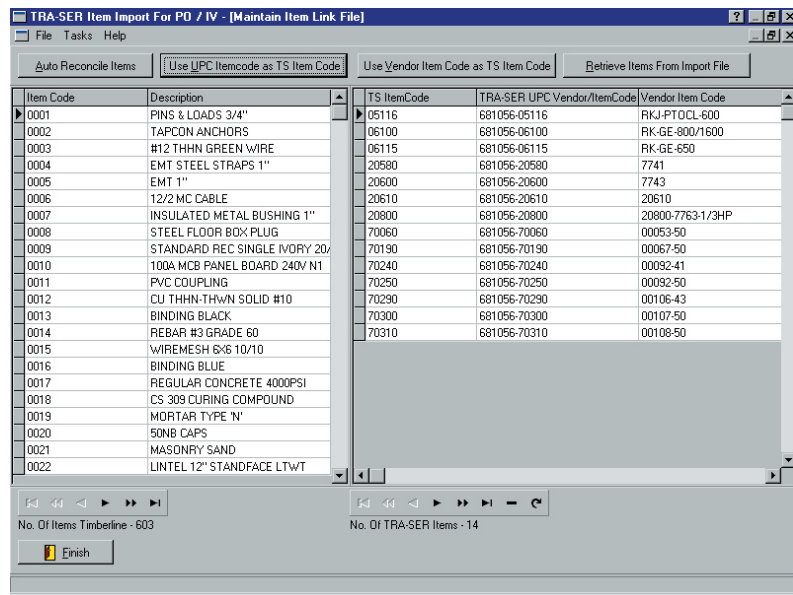 TRA-SER Item Import For PO / IV - [Maintain Item Link File]
File Tasks Help
Auto Reconcile Items Use UPC Itemcode as TS Item Code Use Vendor Item Code as TS Item Code Retrieve Items From Import File
Item Code Description TS ItemCode TRA-SER UPC Vendor/ItemCode Vendor Item Code
0001 PINS & LOADS 3/4" 05116 681056-05116 RKJ-PTOCL-600
0002 TAPCON ANCHORS 06100 681056-06100 RK-GE-800/1600
0003 #12 THHN GREEN WIRE 06115 681056-06115 RK-GE-650
0004 EMT STEEL STRAPS 1" 20580 681056-20580 7741
0005 EMT 1" 20600 681056-20600 7743
0006 12/2 MC CABLE 20610 681056-20610 20610
0007 INSULATED METAL BUSHING 1" 20800 681056-20800 20800-7763-1/3HP
0008 STEEL FLOOR BOX PLUG 70060 681056-70060 00053-50
0009 STANDARD REC SINGLE IVORY 20/ 70190 681056-70190 00067-50
0010 100A MCB PANEL BOARD 240V N1 70240 681056-70240 00092-41
0011 PVC COUPLING 70250 681056-70250 00092-50
0012 CU THHN-THWN SOLID #10 70290 681056-70290 00106-43
0013 BINDING BLACK 70300 681056-70300 00107-50
0014 REBAR #3 GRADE 60 70310 681056-70310 00108-50
0015 WIREMESH 6X6 10/10
0016 BINDING BLUE
0017 REGULAR CONCRETE 4000PSI
0018 CS 309 CURING COMPOUND
0019 MORTAR TYPE 'N'
0020 50NB CAPS
0021 MASONRY SAND
0022 LINTEL 12" STANDFACE LTWT
No. Of Items Timberline - 603 No. Of TRA-SER Items - 14
Finish